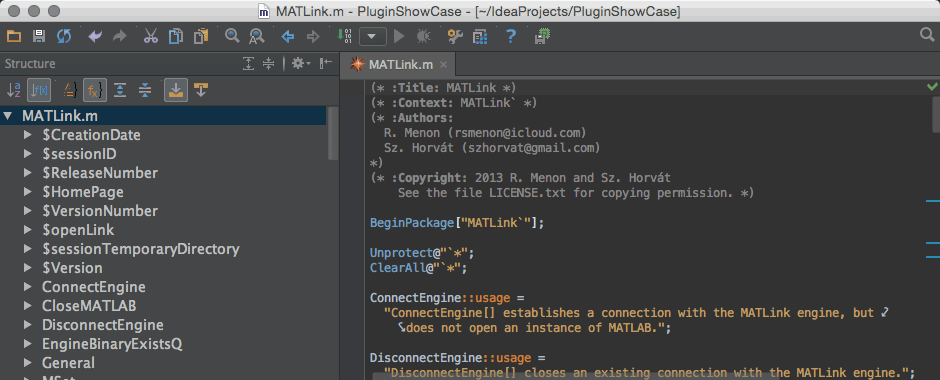 MATLink.m - PluginShowCase - [~/IdeaProjects/PluginShowCase]
Structure
MATLink.m
MATLink.m
$CreationDate
$sessionID
$ReleaseNumber
$HomePage
$VersionNumber
$openLink
$sessionTemporaryDirectory
$Version
ConnectEngine
CloseMATLAB
DisconnectEngine
EngineBinaryExistsQ
General
MSet
(* :Title: MATLink *)
(* :Context: MATLink` *)
(* :Authors:
R. Menon (rsmenon@icloud.com)
Sz. Horvát (szhorvat@gmail.com)
*)
(* :Copyright: 2013 R. Menon and Sz. Horvát
See the file LICENSE.txt for copying permission. *)
BeginPackage["MATLink`"];
Unprotect@"`*";
ClearAll@"`*";
ConnectEngine::usage =
"ConnectEngine[] establishes a connection with the MATLink engine, but
does not open an instance of MATLAB.";
DisconnectEngine::usage =
"DisconnectEngine[] closes an existing connection with the MATLink engine.";